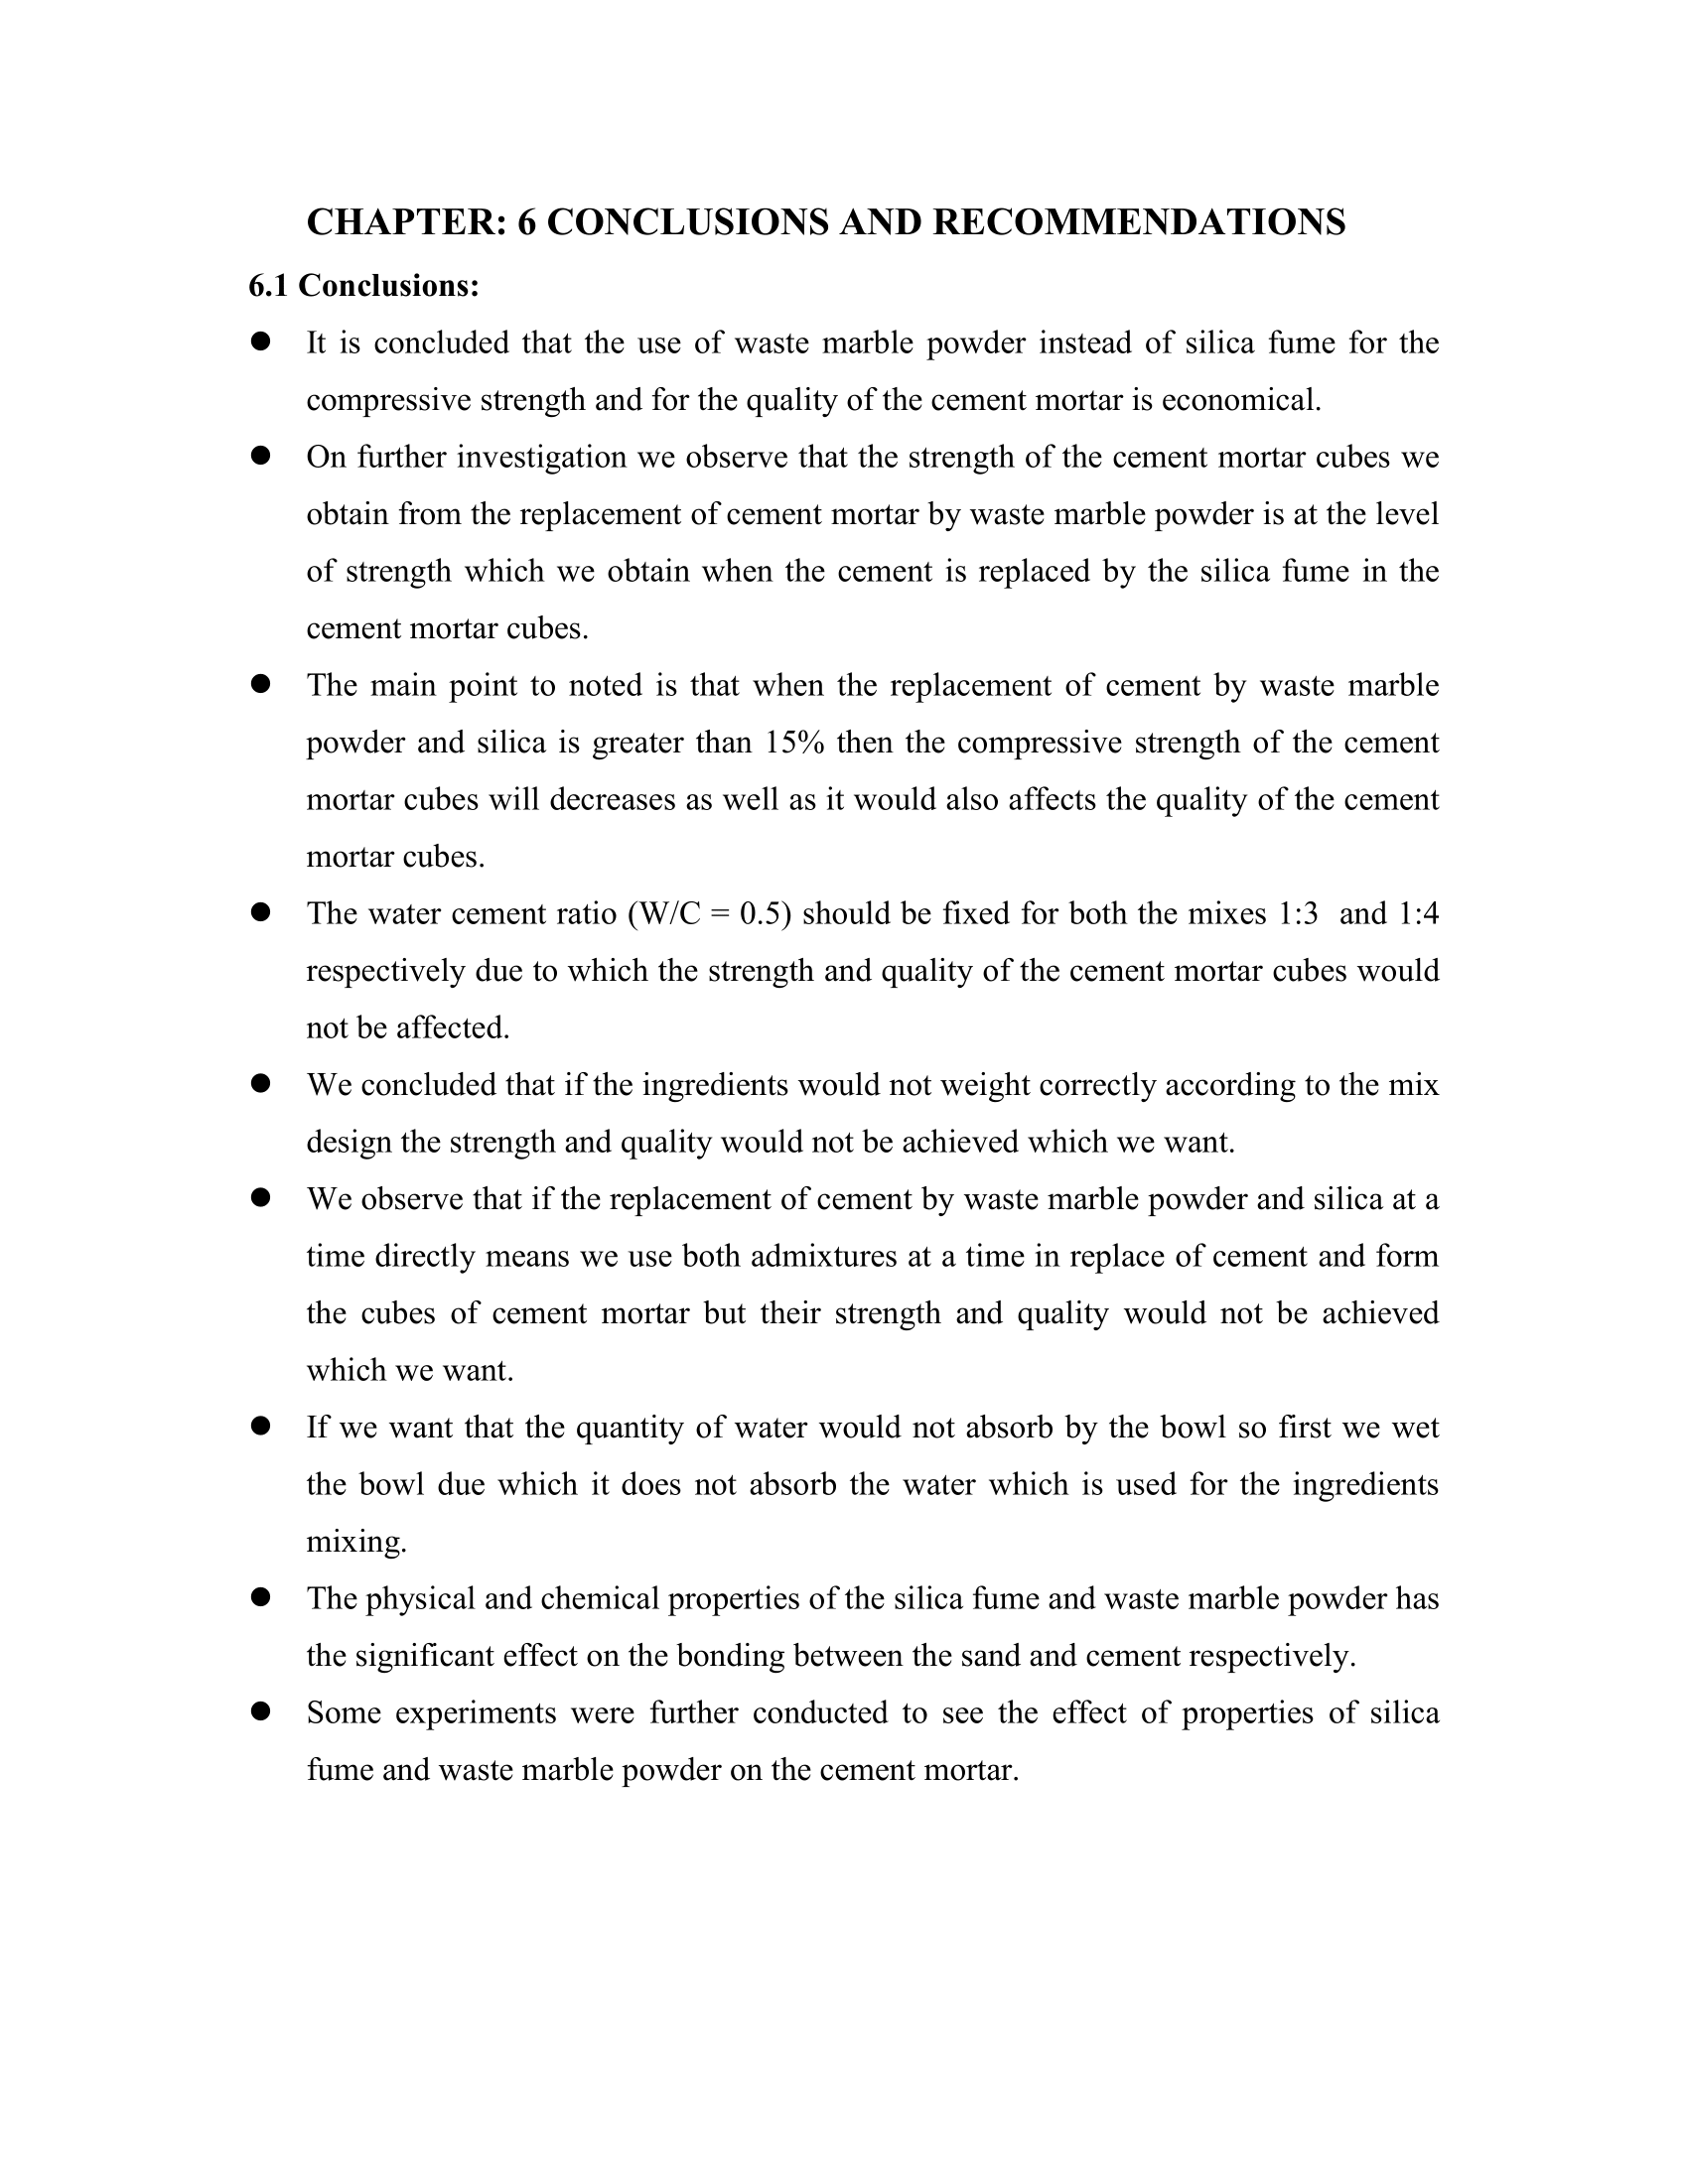 CHAPTER: 6 CONCLUSIONS AND RECOMMENDATIONS
6.1 Conclusions:
● It is concluded that the use of waste marble powder instead of silica fume for the
compressive strength and for the quality of the cement mortar is economical.
● On further investigation we observe that the strength of the cement mortar cubes we
obtain from the replacement of cement mortar by waste marble powder is at the level
of strength which we obtain when the cement is replaced by the silica fume in the
cement mortar cubes.
● The main point to noted is that when the replacement of cement by waste marble
powder and silica is greater than 15% then the compressive strength of the cement
mortar cubes will decreases as well as it would also affects the quality of the cement
mortar cubes.
● The water cement ratio (W/C = 0.5) should be fixed for both the mixes 1:3  and 1:4
respectively due to which the strength and quality of the cement mortar cubes would
not be affected.
● We concluded that if the ingredients would not weight correctly according to the mix
design the strength and quality would not be achieved which we want.
● We observe that if the replacement of cement by waste marble powder and silica at a
time directly means we use both admixtures at a time in replace of cement and form
the cubes of cement mortar but their strength and quality would not be achieved
which we want.
● If we want that the quantity of water would not absorb by the bowl so first we wet
the bowl due which it does not absorb the water which is used for the ingredients
mixing.
● The physical and chemical properties of the silica fume and waste marble powder has
the significant effect on the bonding between the sand and cement respectively.
● Some experiments were further conducted to see the effect of properties of silica
fume and waste marble powder on the cement mortar.